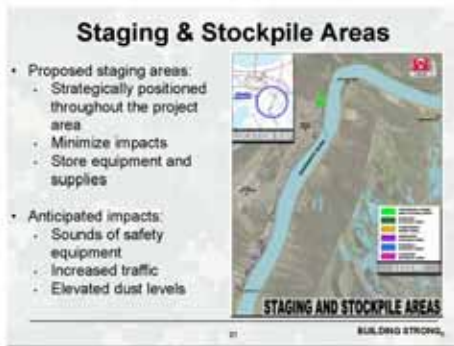 Staging & Stockpile Areas
• Proposed staging areas:
• Strategically positioned
throughout the project
area
• Minimize impacts
• Store equipment and
supplies
• Anticipated impacts:
• Sounds of safety
equipment
• Increased traffic
• Elevated dust levels
STAGING AND STOCKPILE AREAS
BUILDING STRONG®